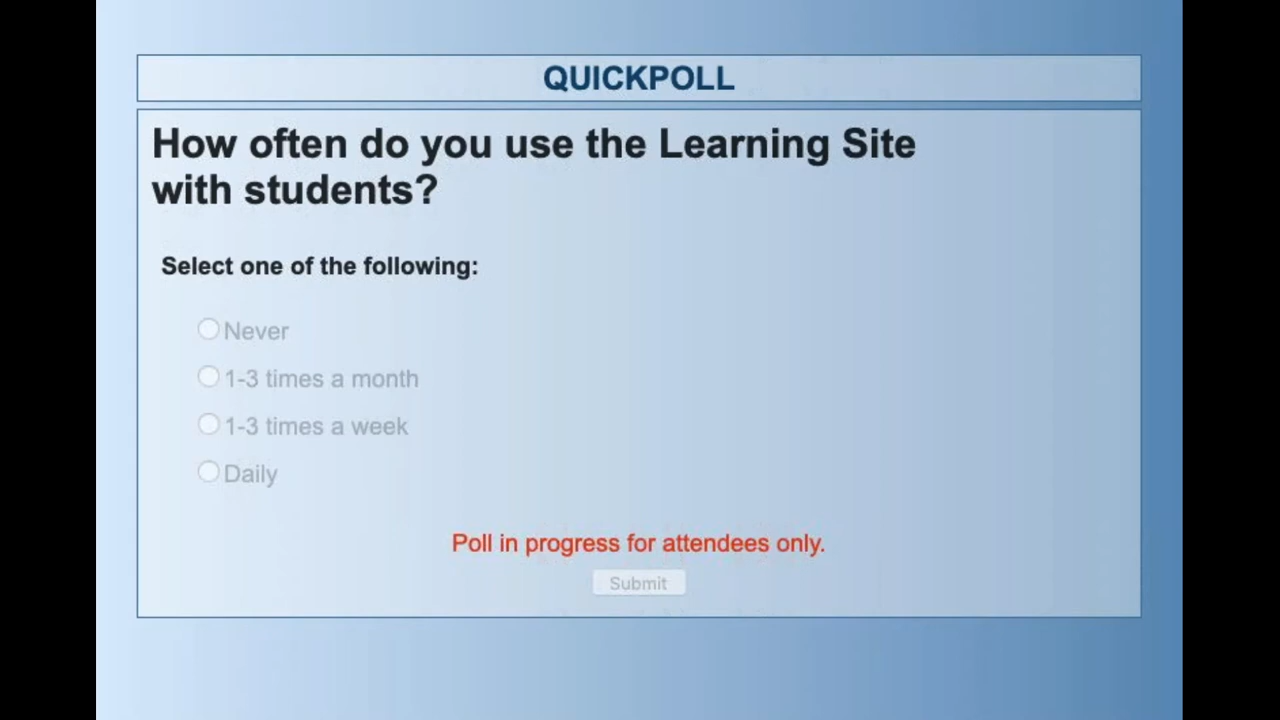 QUICKPOLL
How often do you use the Learning Site
with students?
Select one of the following:
Never
1-3 times a month
1-3 times a week
Daily
Poll in progress for attendees only.
Submit